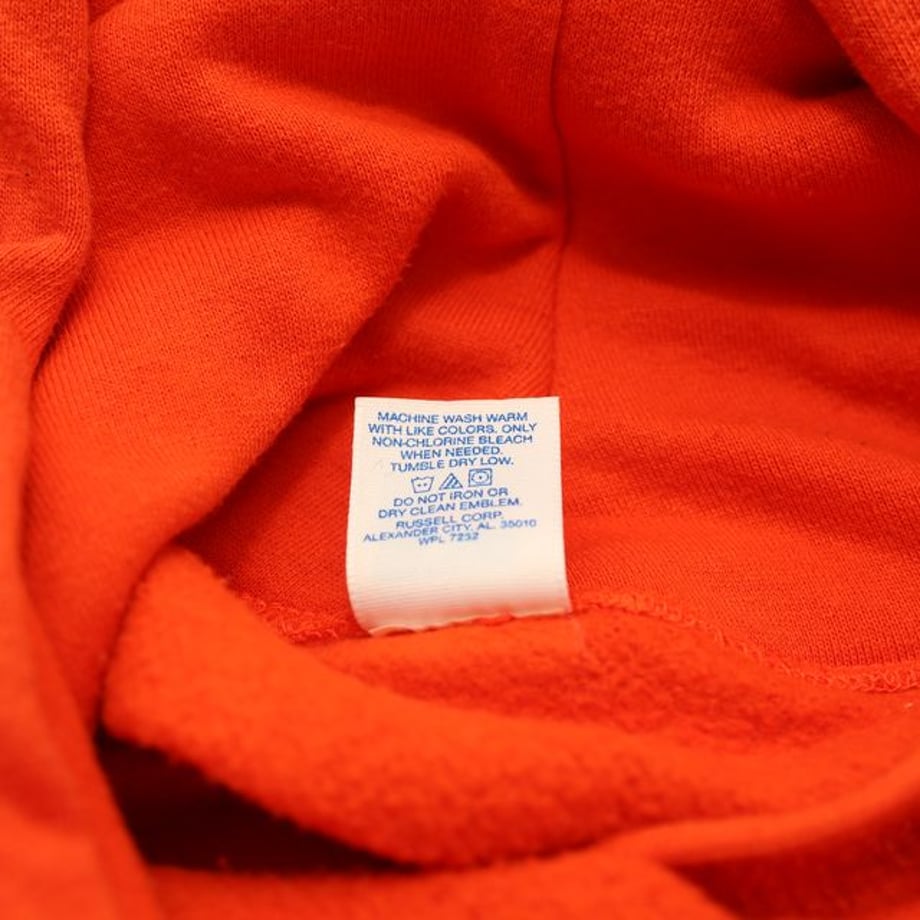 MACHINE WASH WARM
WITH LIKE COLORS, ONLY
NON-CHLORINE BLEACH
WHEN NEEDED.
TUMBLE DRY LOW.
DO NOT IRON OR
DRY CLEAN EMBLEM.
RUSSELL CORP.
ALEXANDER CITY, AL. 35010
WPL 7252